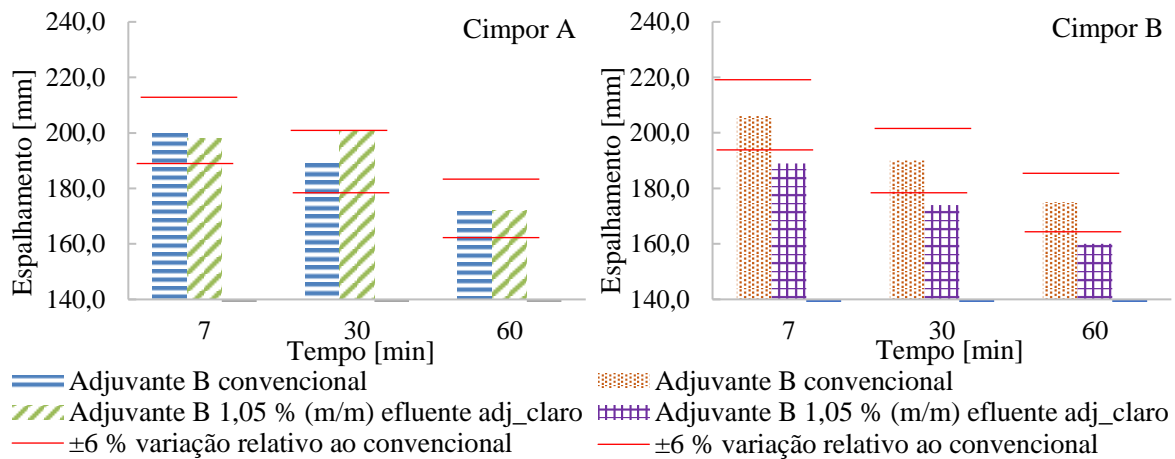 Cimpor A
Espalhamento [mm]
240,0
220,0
200,0
180,0
160,0
140,0
7
30
60
Tempo [min]
Adjuvante B convencional
Adjuvante B 1,05 % (m/m) efluente adj_claro
±6 % variação relativo ao convencional
Cimpor B
Espalhamento [mm]
240,0
220,0
200,0
180,0
160,0
140,0
7
30
60
Tempo [min]
Adjuvante B convencional
Adjuvante B 1,05 % (m/m) efluente adj_claro
±6 % variação relativo ao convencional